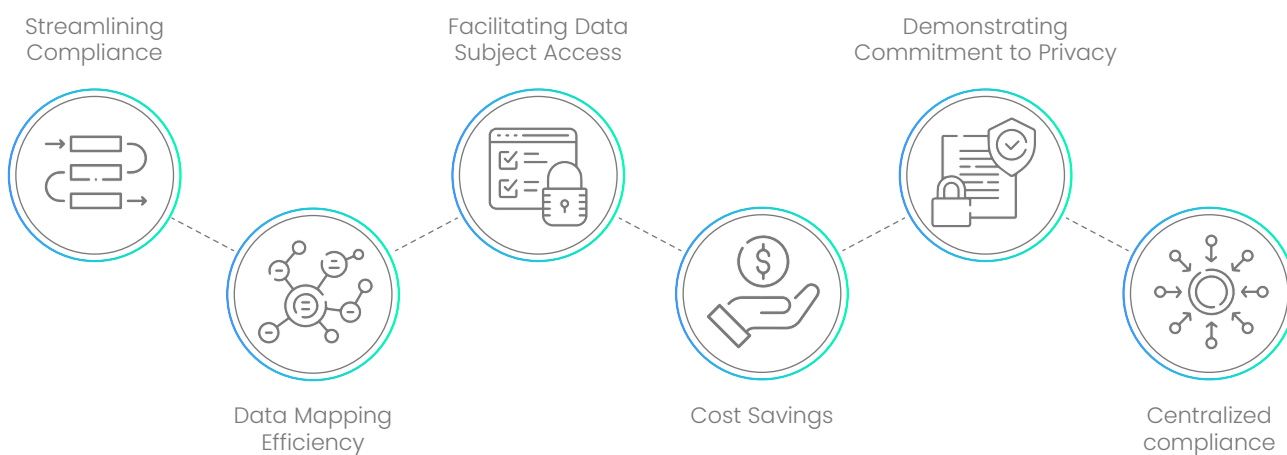 Streamlining
Compliance
Data Mapping
Efficiency
Facilitating Data
Subject Access
Cost Savings
Demonstrating
Commitment to Privacy
Centralized
compliance